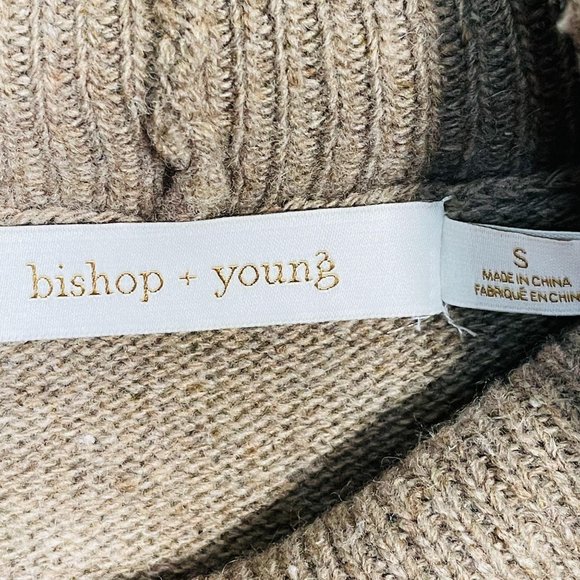 bishop + young
S
MADE IN CHINA
FABRIQUÉ EN CHINE